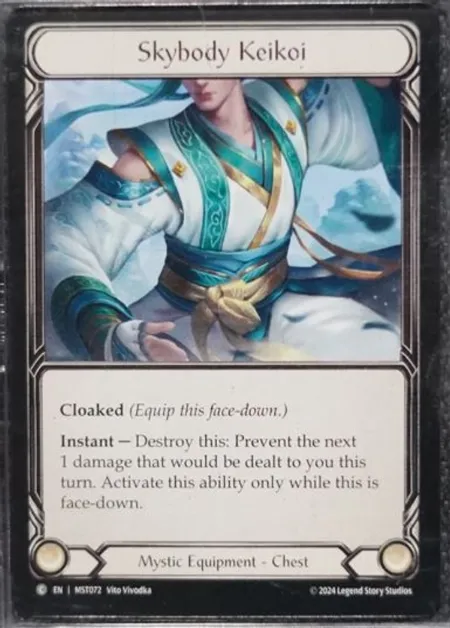 Skybody Keikoi
Cloaked (Equip this face-down.)
Instant — Destroy this: Prevent the next
1 damage that would be dealt to you this
turn. Activate this ability only while this is
face-down.
Mystic Equipment - Chest
C EN | MST072 Vito Vivodka
© 2024 Legend Story Studios